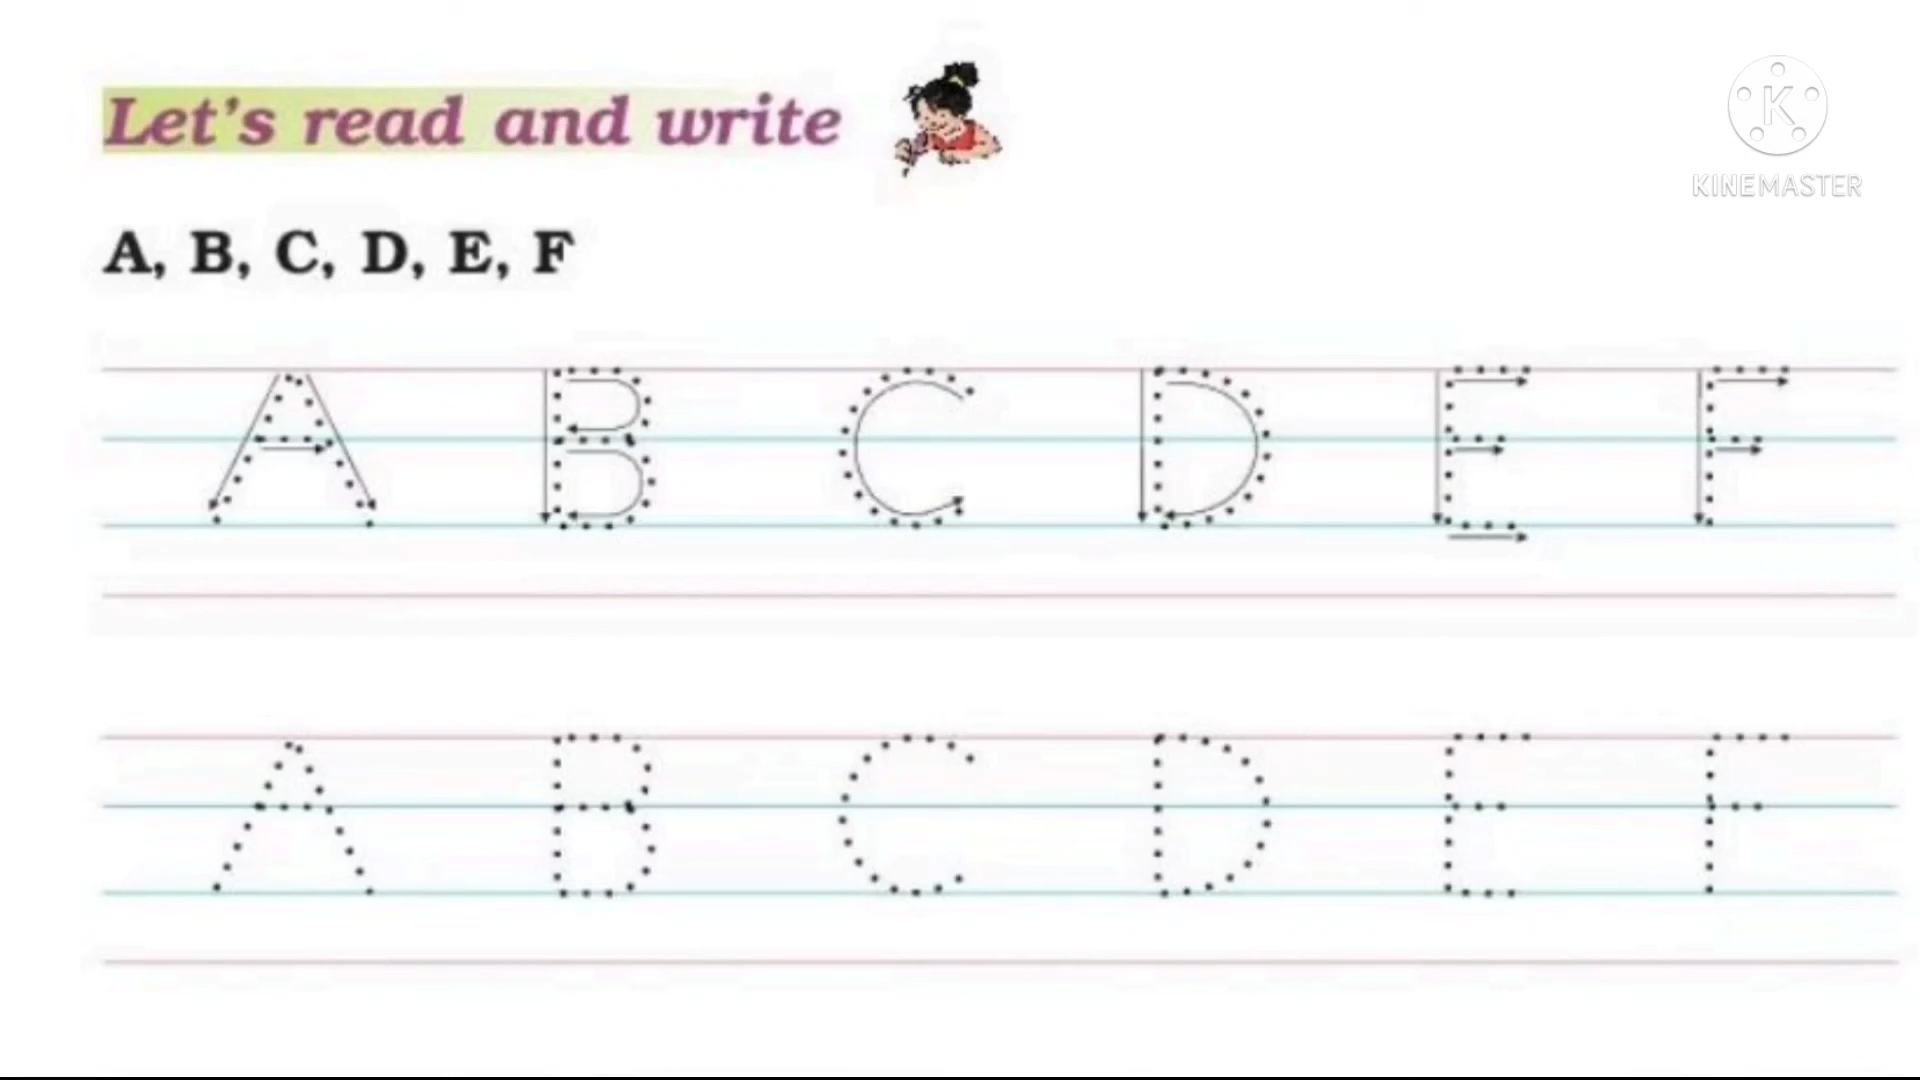 Let's read and write
KINEMASTER
A, B, C, D, E, F
A B C D E F
A B C D E F